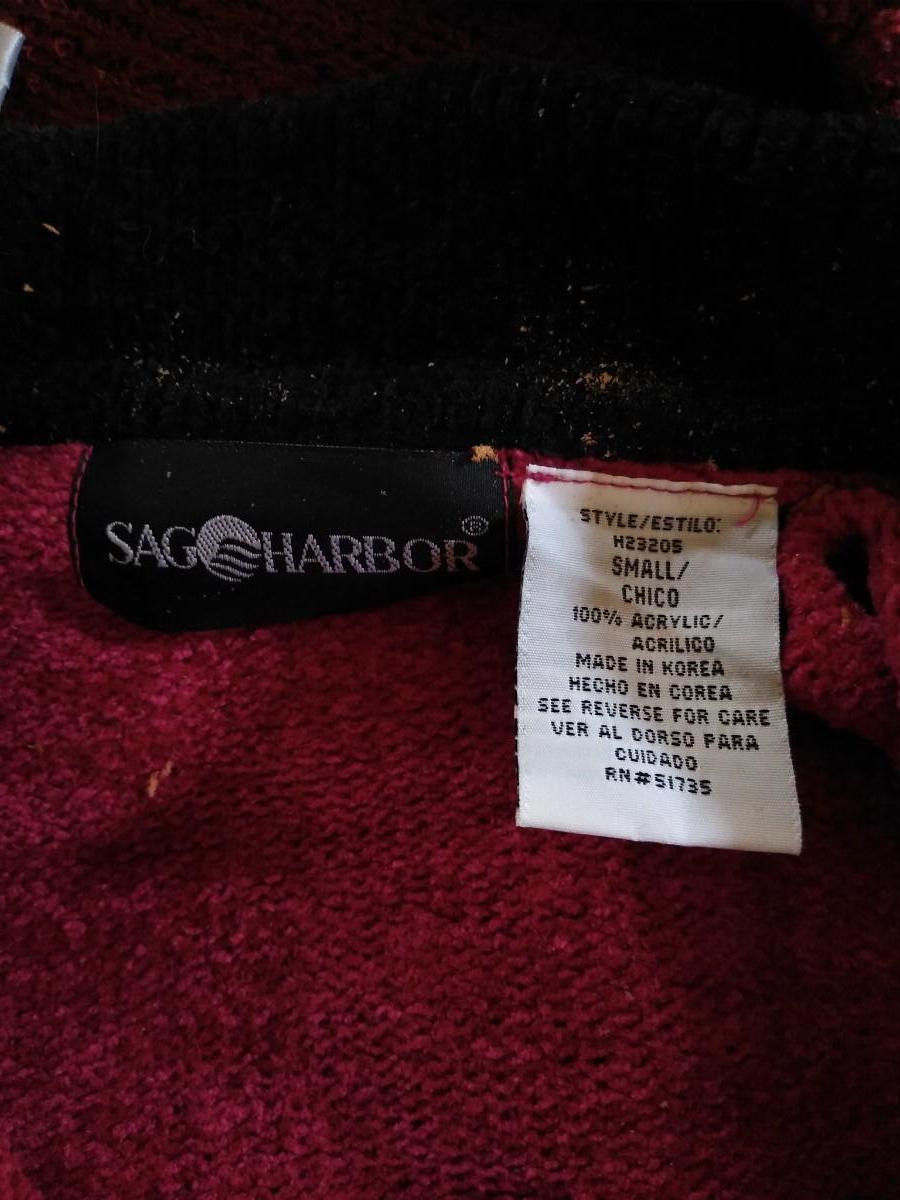 SAG HARBOR®
STYLE/ESTILO:
H23205
SMALL/
CHICO
100% ACRYLIC/
ACRILICO
MADE IN KOREA
HECHO EN COREA
SEE REVERSE FOR CARE
VER AL DORSO PARA
CUIDADO
RN#51735